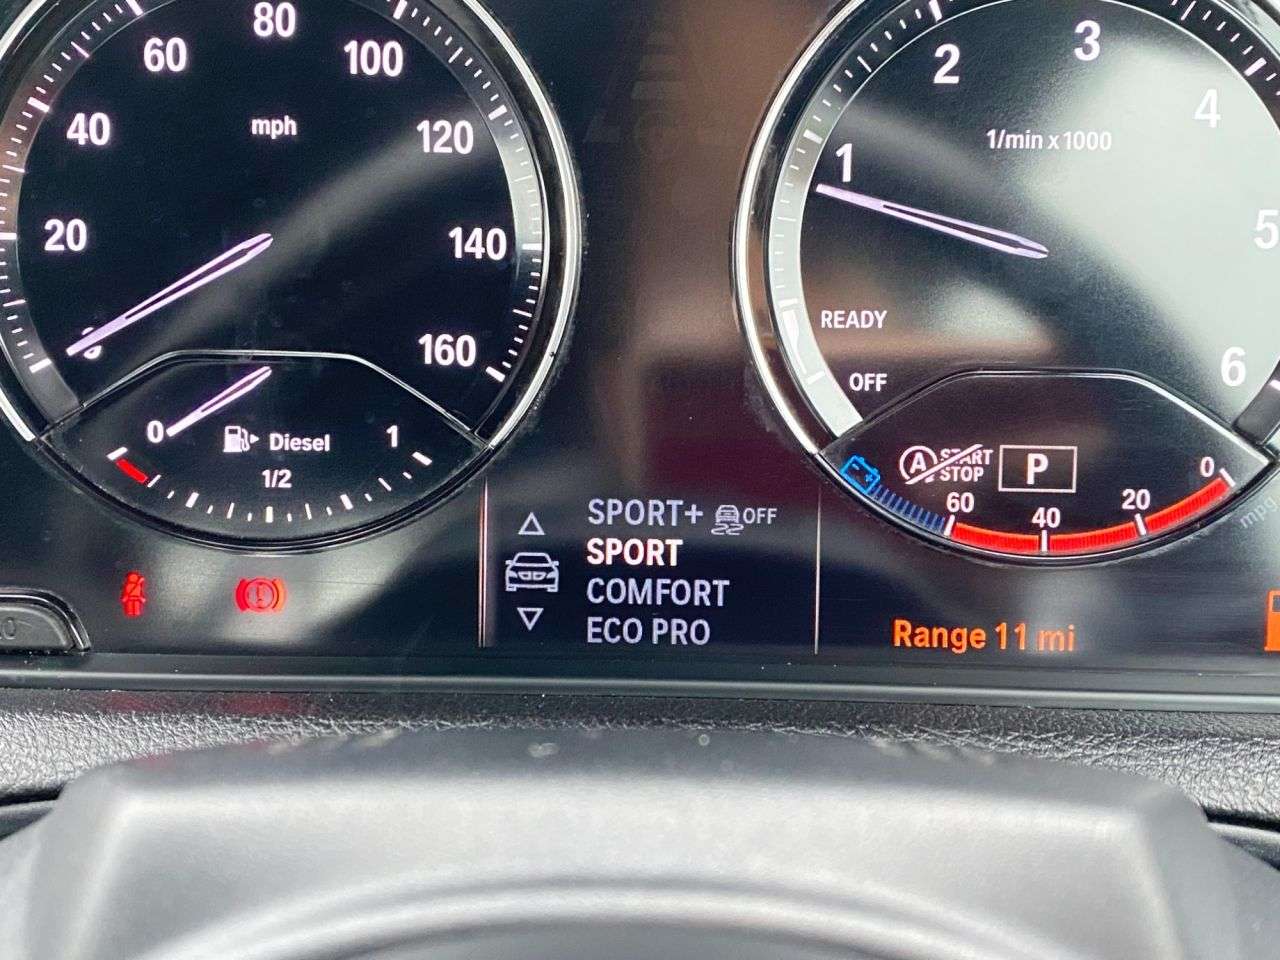 80
60
100
40
mph
120
20
140
160
0
Diesel
1
1/2
3
2
4
1/min x 1000
1
5
READY
OFF
6
A START
STOP
P
0
60
40
20
mpg
SPORT+ OFF
SPORT
COMFORT
ECO PRO
Range 11 mi